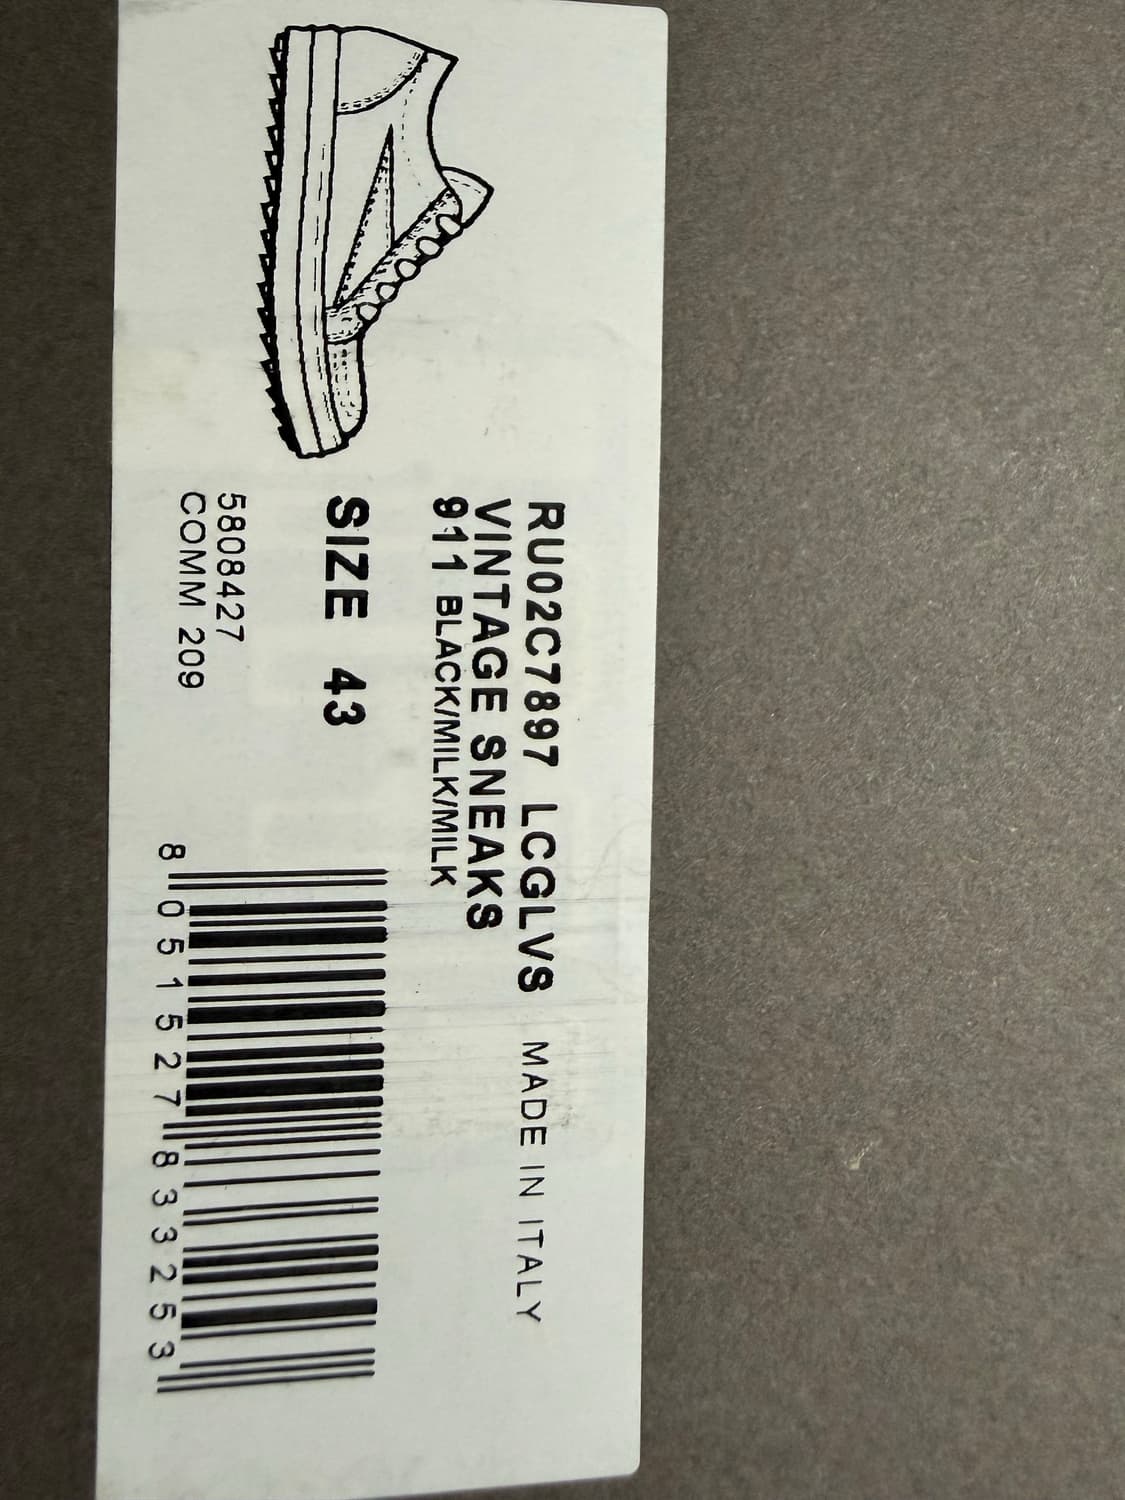 RU02C7897 LCGLVS MADE IN ITALY
VINTAGE SNEAKS
911 BLACK/MILK/MILK
SIZE 43
5808427
COMM 209
8 051527 833253